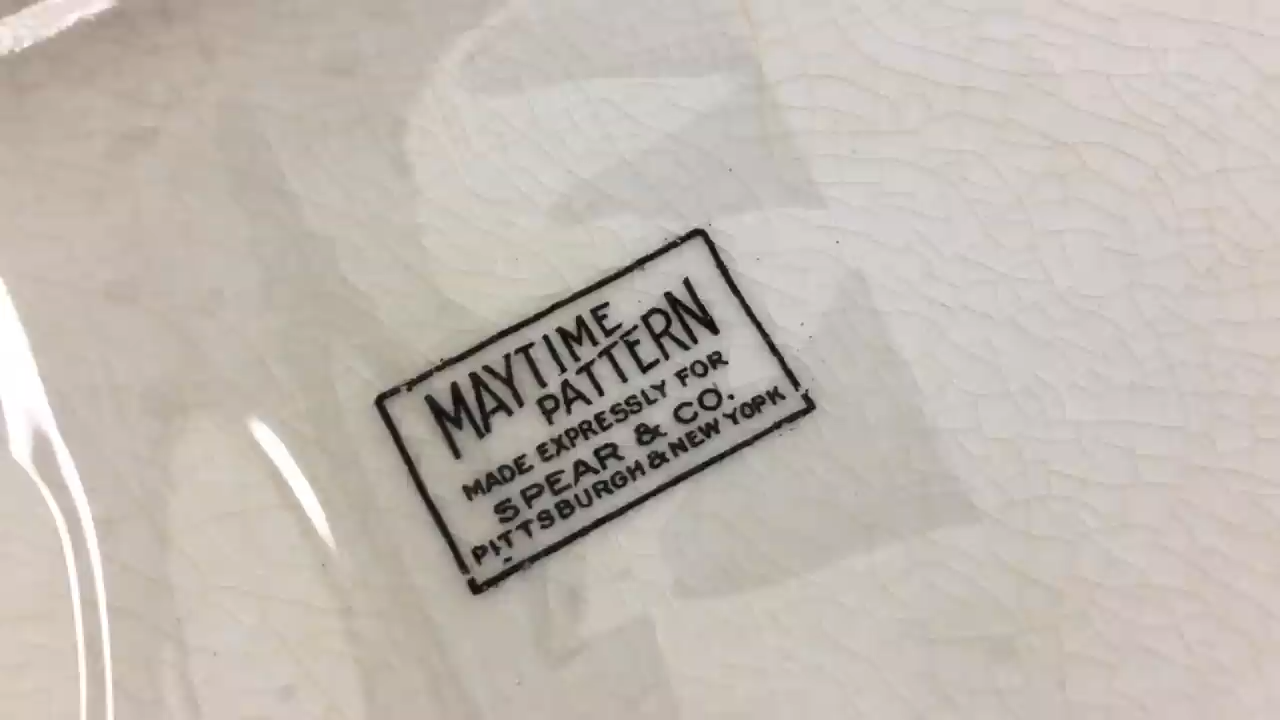 MAYTIME
PATTERN
MADE EXPRESSLY FOR
SPEAR & CO.
PITTSBURGH & NEW YORK